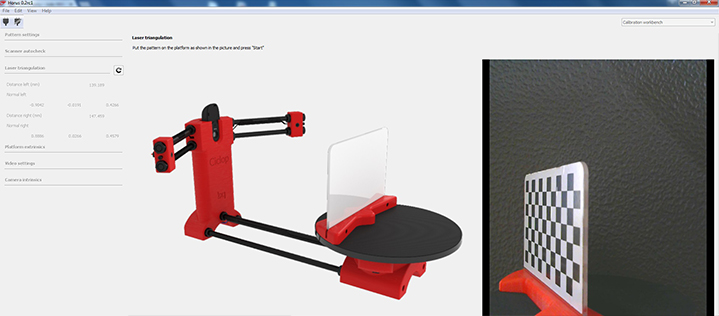 Horus 0.2rc1
File Edit View Help
Calibration workbench
Pattern settings
Scanner autocheck
Laser triangulation
Distance left (mm)
Normal left
Distance right (mm)
Normal right
Platform extrinsics
Video settings
Camera intrinsics
Laser triangulation
Put the pattern on the platform as shown in the picture and press "Start"
Ciclop
bq